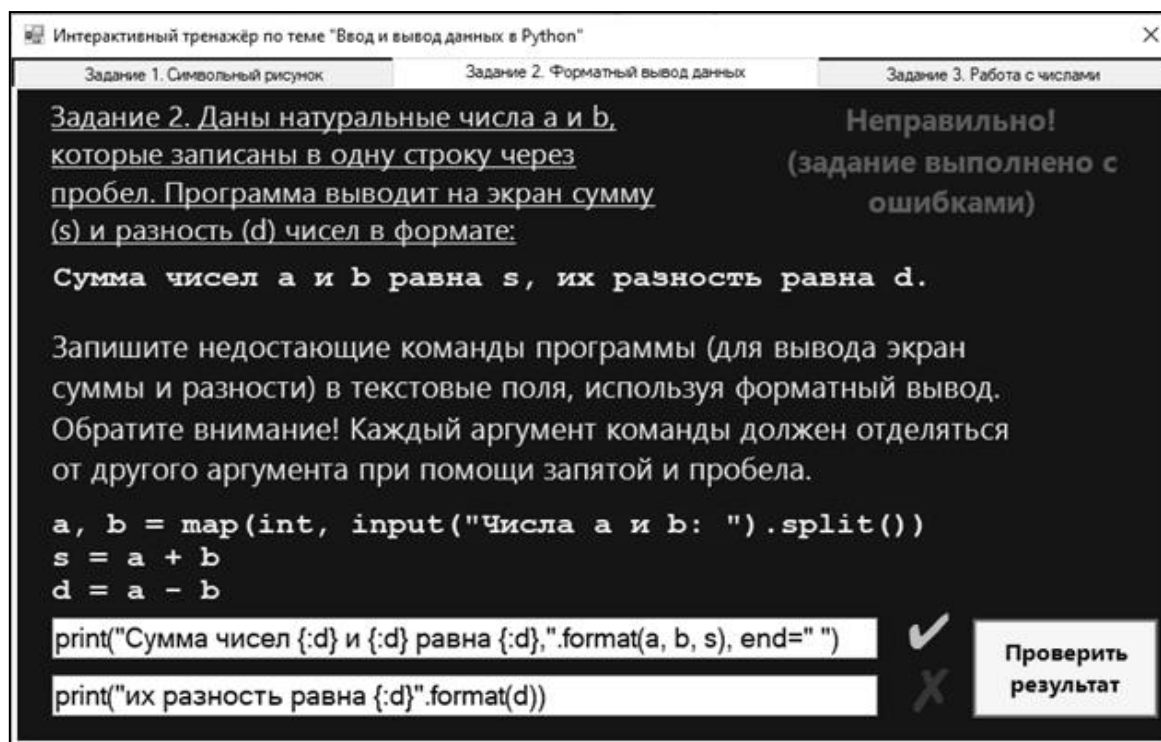 Интерактивный тренажёр по теме "Ввод и вывод данных в Python"
Задание 1. Символьный рисунок
Задание 2. Форматный вывод данных
Задание 3. Работа с числами
Задание 2. Даны натуральные числа a и b,
которые записаны в одну строку через
пробел. Программа выводит на экран сумму
(s) и разность (d) чисел в формате:
Неправильно!
(задание выполнено с
ошибками)
Сумма чисел a и b равна s, их разность равна d.
Запишите недостающие команды программы (для вывода экран
суммы и разности) в текстовые поля, используя форматный вывод.
Обратите внимание! Каждый аргумент команды должен отделяться
от другого аргумента при помощи запятой и пробела.
a, b = map(int, input("Числа a и b: ").split())
s = a + b
d = a - b
print("Сумма чисел {:d} и {:d} равна {:d},".format(a, b, s), end=" ")
print("их разность равна {:d}".format(d))
Проверить
результат